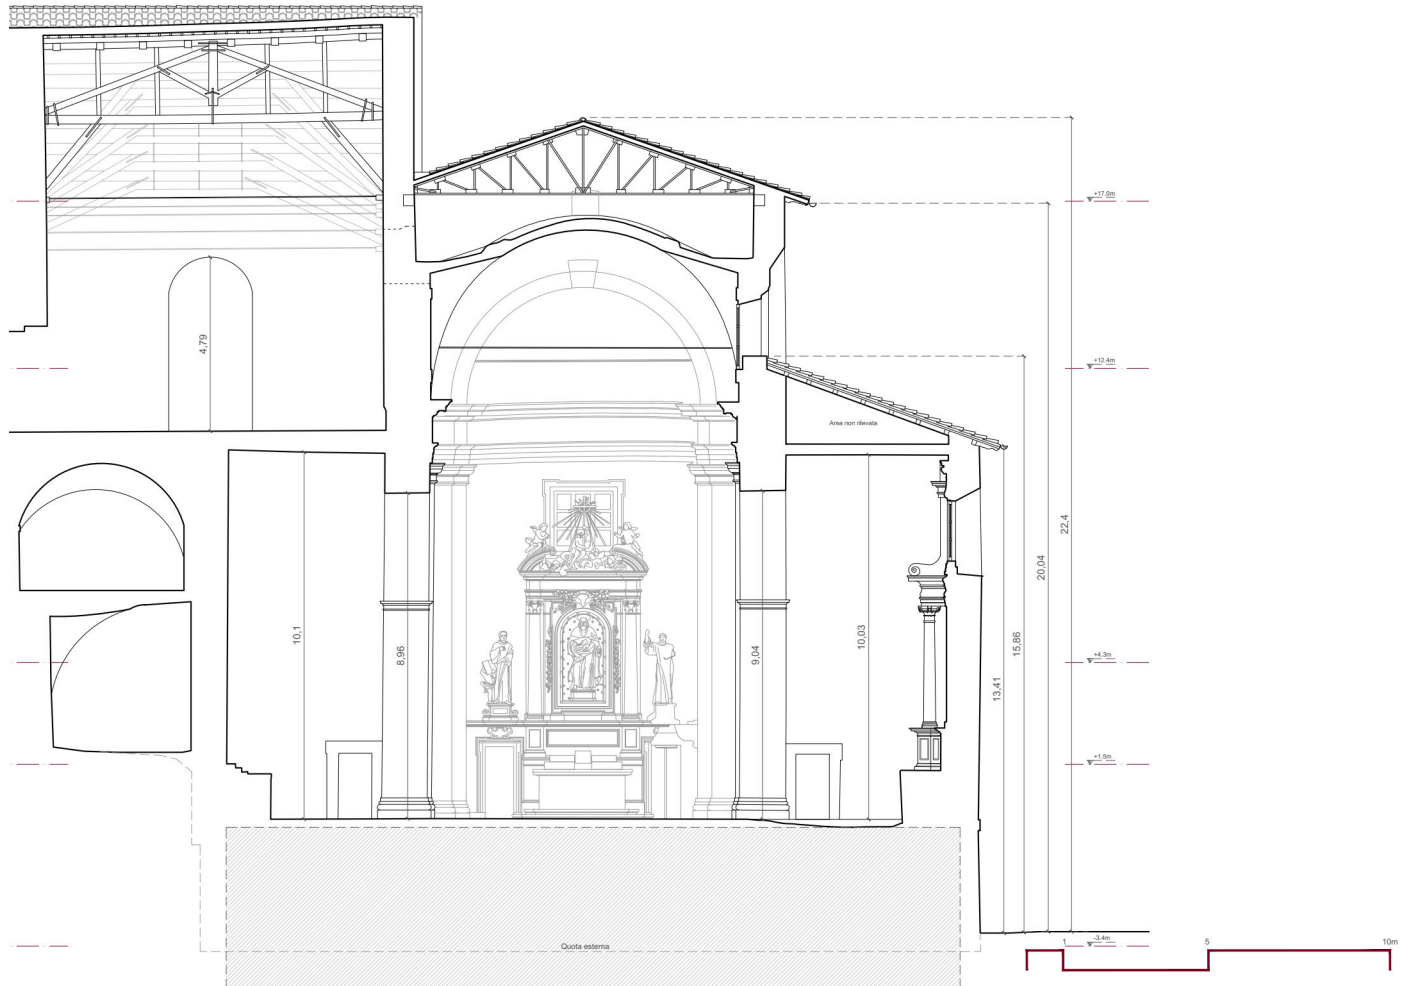 +17.0m
4,79
+12.4m
Area non rilevata
22,4
20,04
10,1
8,96
9,04
10,03
15,86
+4.3m
13,41
+1.5m
Quota esterna
-3.4m
1
5
10m